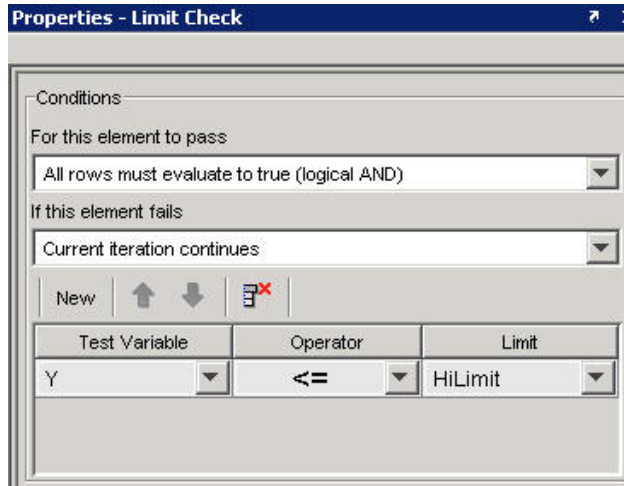 Properties - Limit Check
Conditions
For this element to pass
All rows must evaluate to true (logical AND)
If this element fails
Current iteration continues
New
Test Variable Operator Limit
Y <= HiLimit